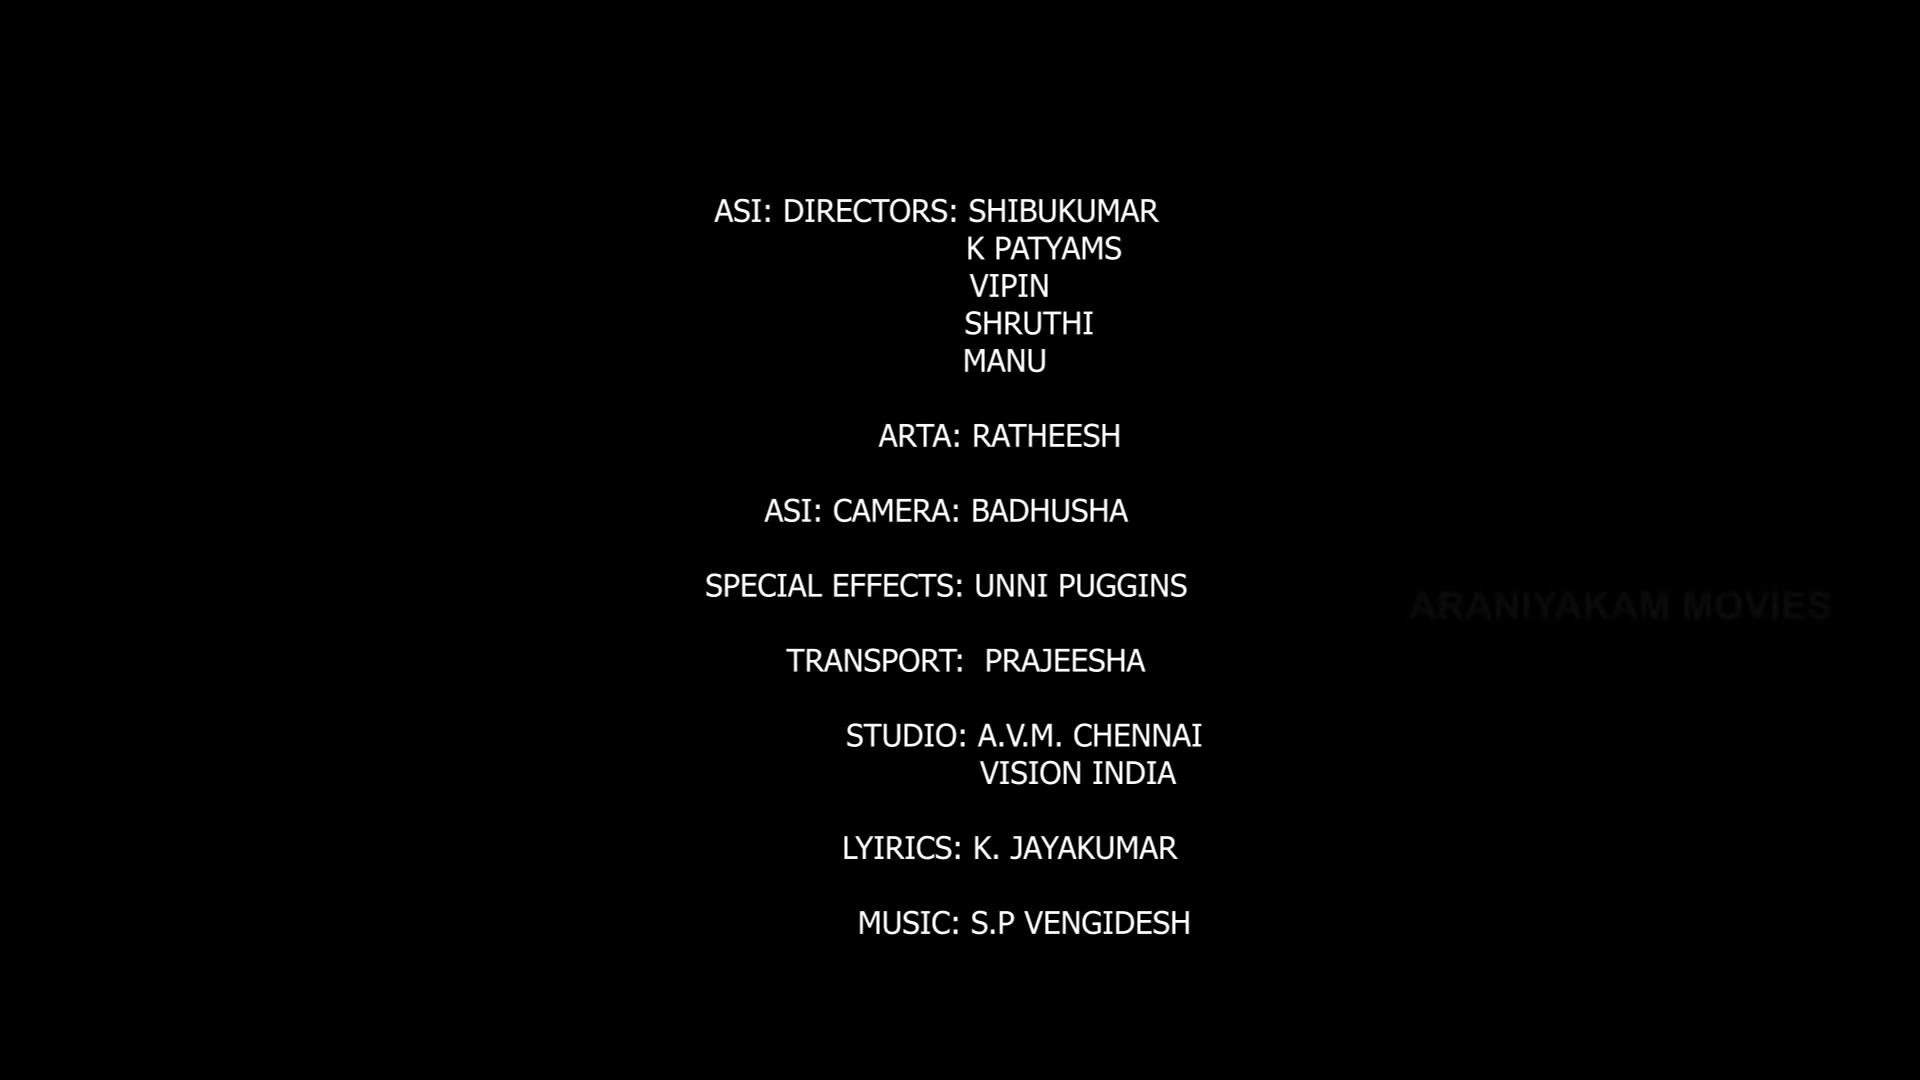 ASI: DIRECTORS: SHIBUKUMAR
K PATYAMS
VIPIN
SHRUTHI
MANU
ARTA: RATHEESH
ASI: CAMERA: BADHUSHA
SPECIAL EFFECTS: UNNI PUGGINS
ARANIYAKAM MOVIES
TRANSPORT: PRAJEESHA
STUDIO: A.V.M. CHENNAI
VISION INDIA
LYIRICS: K. JAYAKUMAR
MUSIC: S.P VENGIDESH